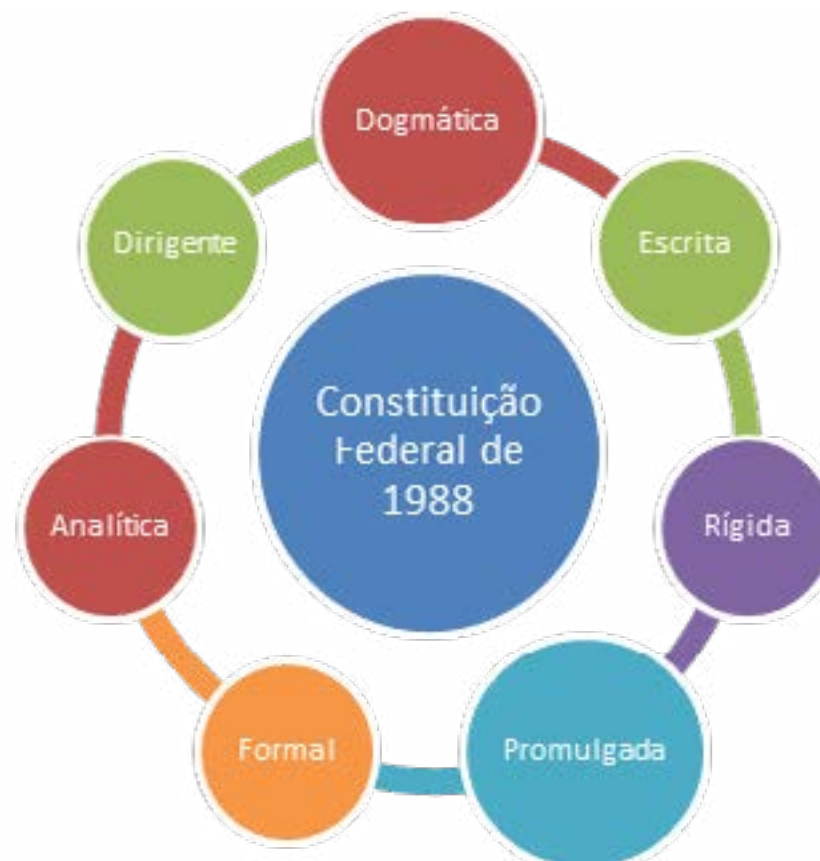 Dogmática
Escrita
Rígida
Promulgada
Formal
Analítica
Dirigente
Constituição
Federal de
1988